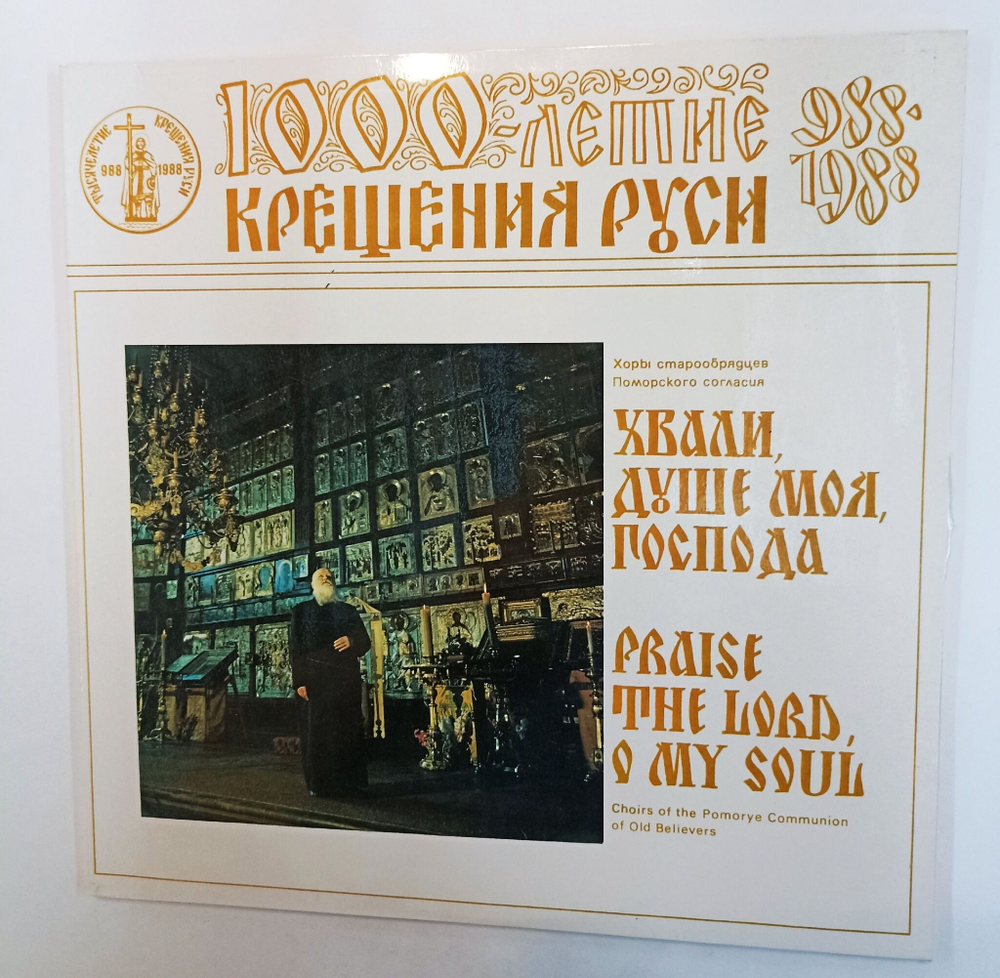 ТЫСЯЧЕЛЕТИЕ КРЕЩЕНИЯ РУСИ
988 1988
1000-ЛЕТИЕ
КРЕЩЕНИЯ РУСИ
988-
1988
Хоры старообрядцев
Поморского согласия
ХВАЛИ,
ДУШЕ МОЯ,
ГОСПОДА
PRAISE
THE LORD,
O MY SOUL
Choirs of the Pomorye Communion
of Old Believers